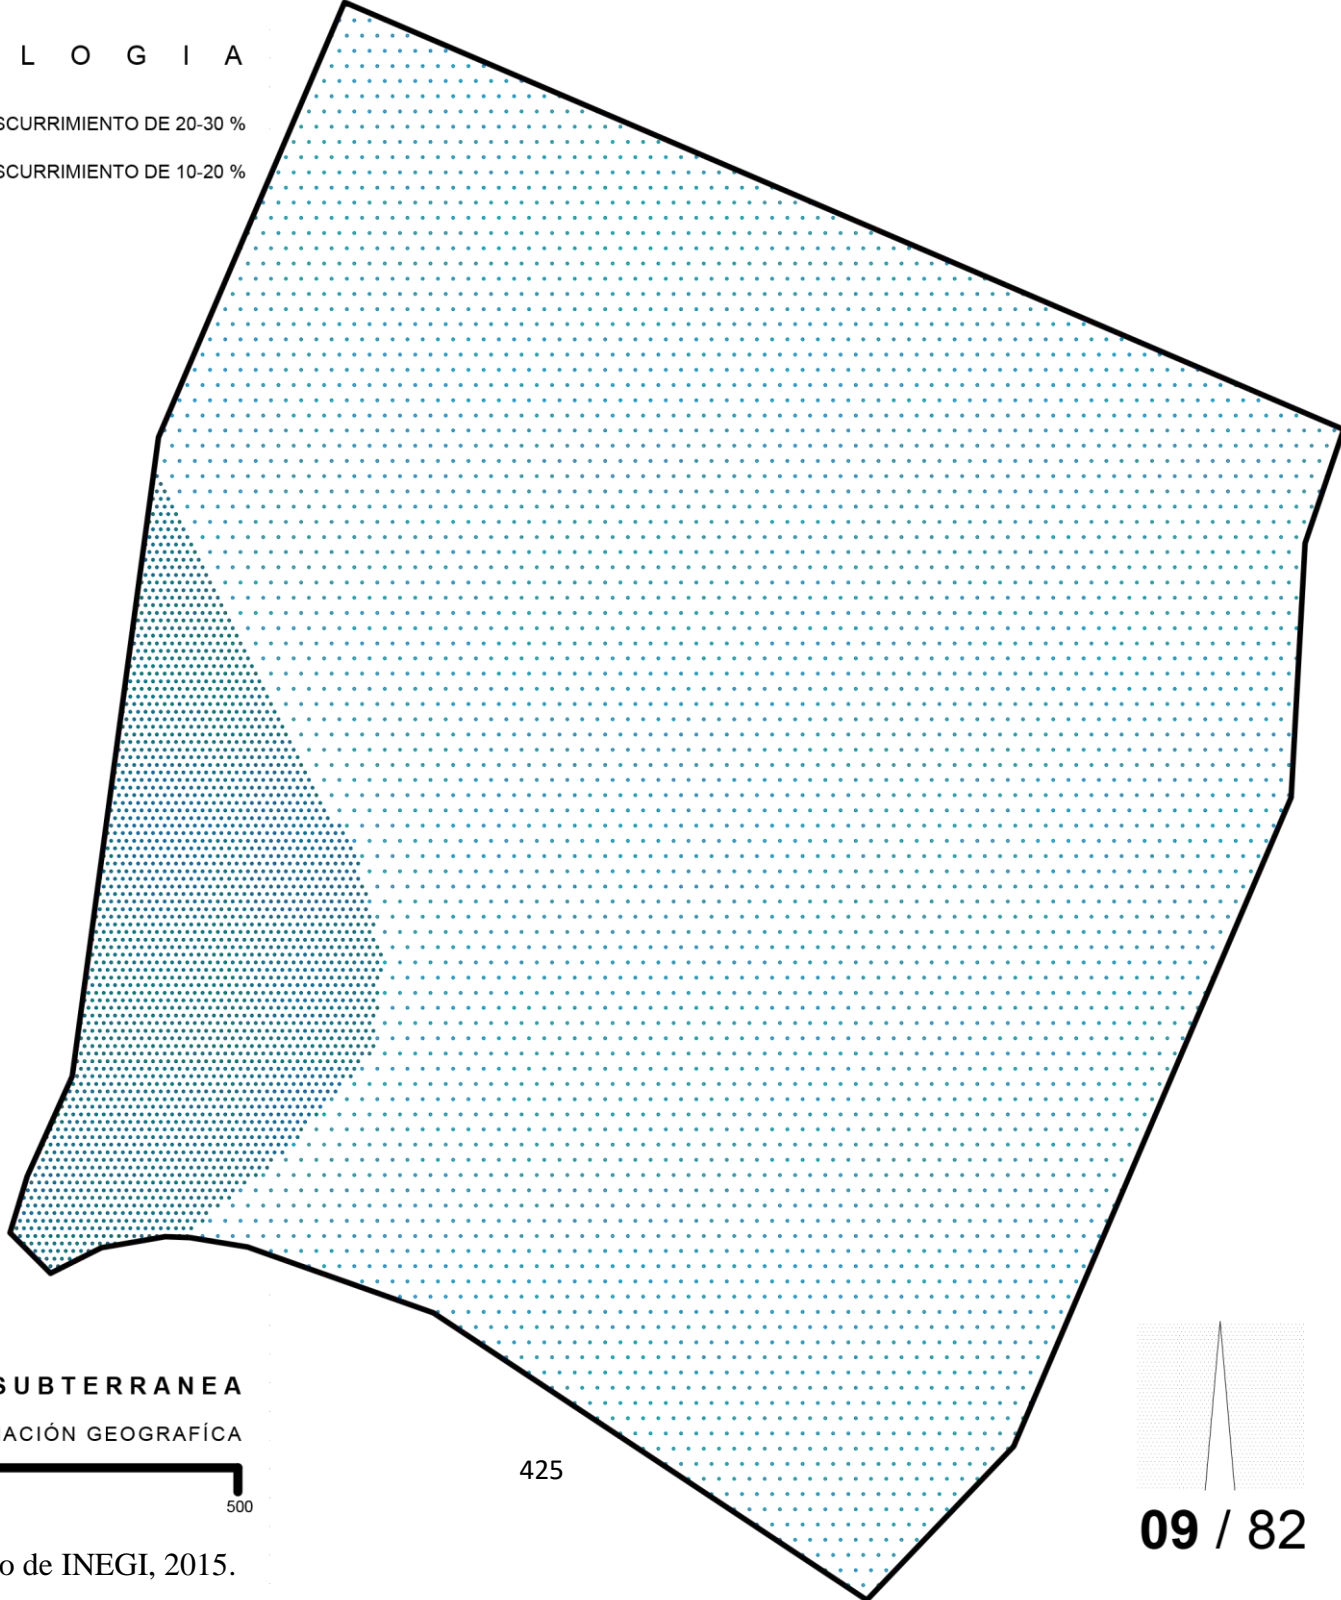 L O G I A
SCURRIMIENTO DE 20-30 %
SCURRIMIENTO DE 10-20 %
SUBTERRANEA
ACIÓN GEOGRAFÍCA
500
425
09 / 82
o de INEGI, 2015.